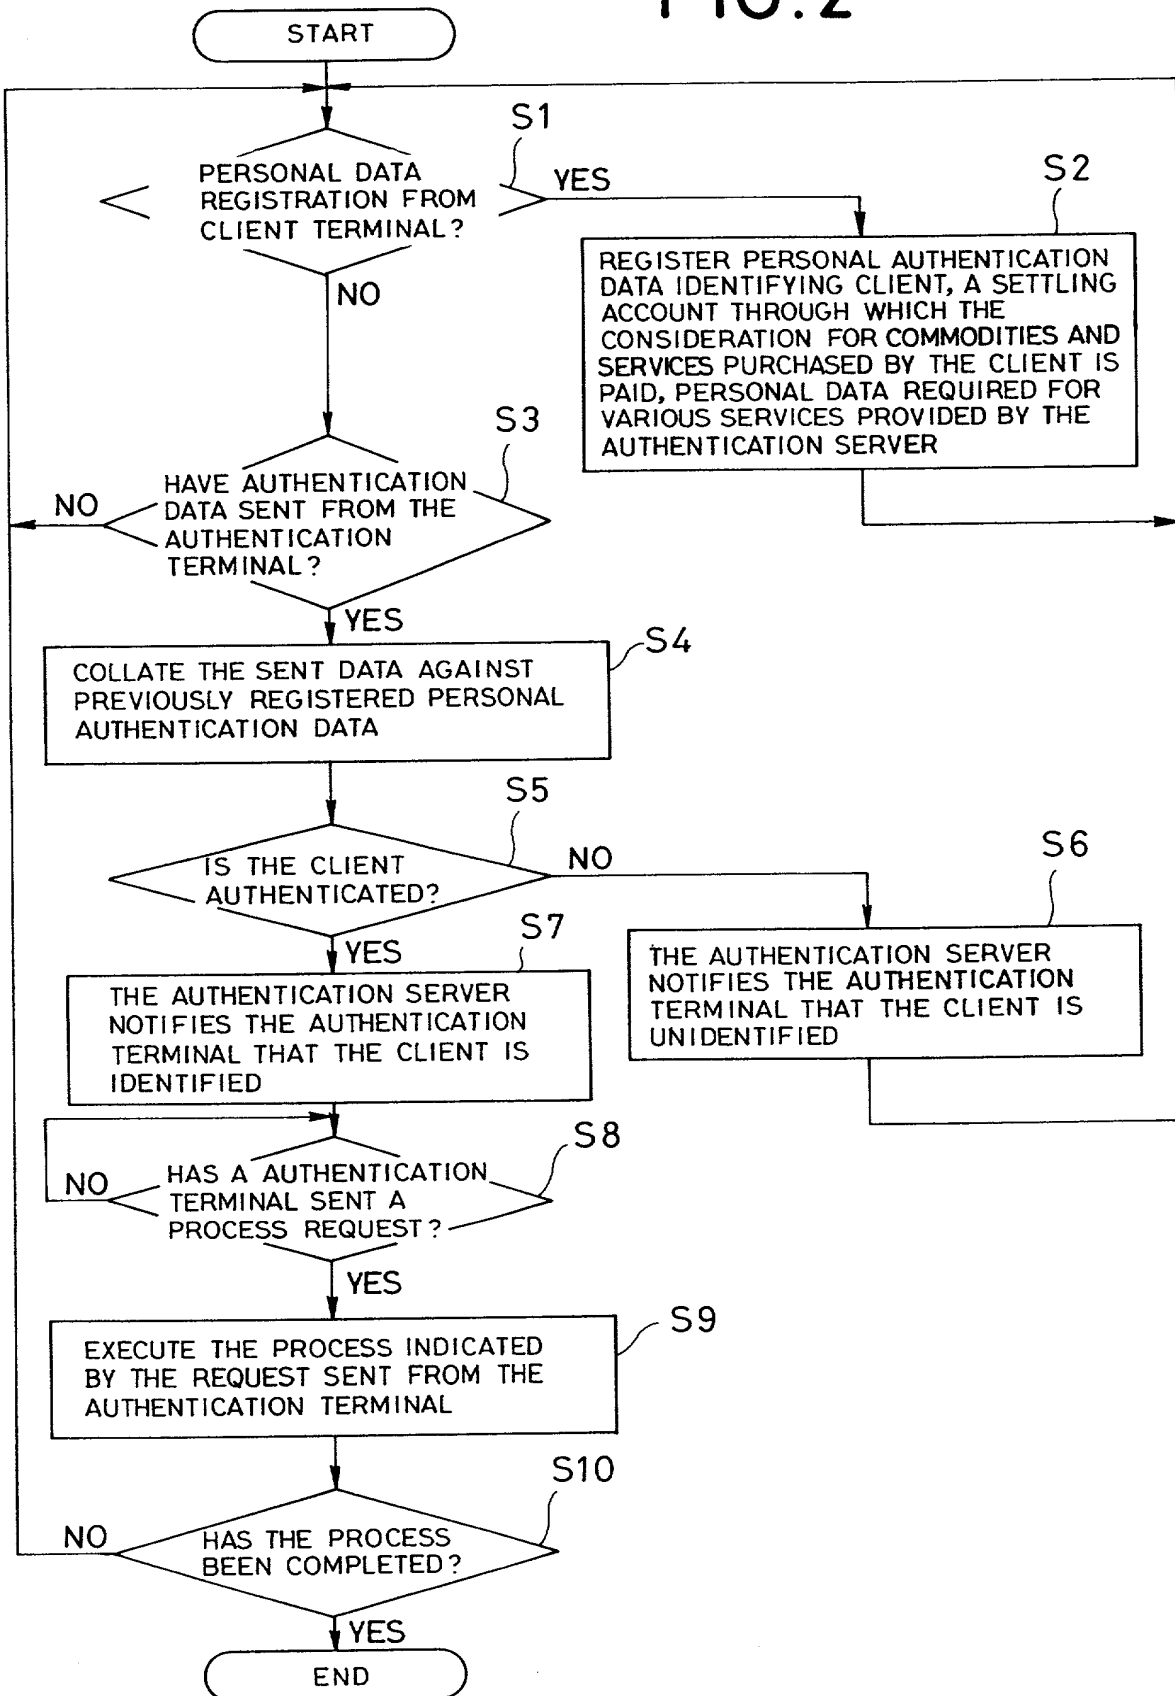 FIG. 2
START
S1
PERSONAL DATA
REGISTRATION FROM
CLIENT TERMINAL?
YES
NO
S2
REGISTER PERSONAL AUTHENTICATION
DATA IDENTIFYING CLIENT, A SETTLING
ACCOUNT THROUGH WHICH THE
CONSIDERATION FOR COMMODITIES AND
SERVICES PURCHASED BY THE CLIENT IS
PAID, PERSONAL DATA REQUIRED FOR
VARIOUS SERVICES PROVIDED BY THE
AUTHENTICATION SERVER
S3
HAVE AUTHENTICATION
DATA SENT FROM THE
AUTHENTICATION
TERMINAL?
NO
YES
S4
COLLATE THE SENT DATA AGAINST
PREVIOUSLY REGISTERED PERSONAL
AUTHENTICATION DATA
S5
IS THE CLIENT
AUTHENTICATED?
NO
YES
S6
THE AUTHENTICATION SERVER
NOTIFIES THE AUTHENTICATION
TERMINAL THAT THE CLIENT IS
UNIDENTIFIED
S7
THE AUTHENTICATION SERVER
NOTIFIES THE AUTHENTICATION
TERMINAL THAT THE CLIENT IS
IDENTIFIED
S8
HAS A AUTHENTICATION
TERMINAL SENT A
PROCESS REQUEST?
NO
YES
S9
EXECUTE THE PROCESS INDICATED
BY THE REQUEST SENT FROM THE
AUTHENTICATION TERMINAL
S10
HAS THE PROCESS
BEEN COMPLETED?
NO
YES
END